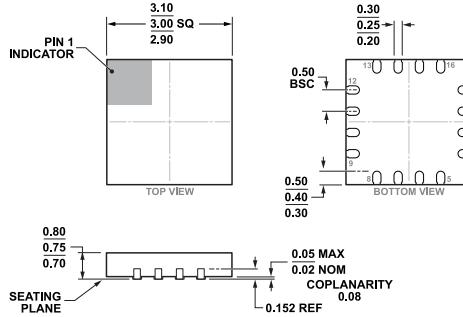 3.10
3.00 SQ
2.90
PIN 1
INDICATOR
TOP VIEW
0.30
0.25
0.20
13
16
12
0.50
BSC
9
8
5
0.50
0.40
0.30
BOTTOM VIEW
0.80
0.75
0.70
SEATING
PLANE
0.05 MAX
0.02 NOM
COPLANARITY
0.08
0.152 REF